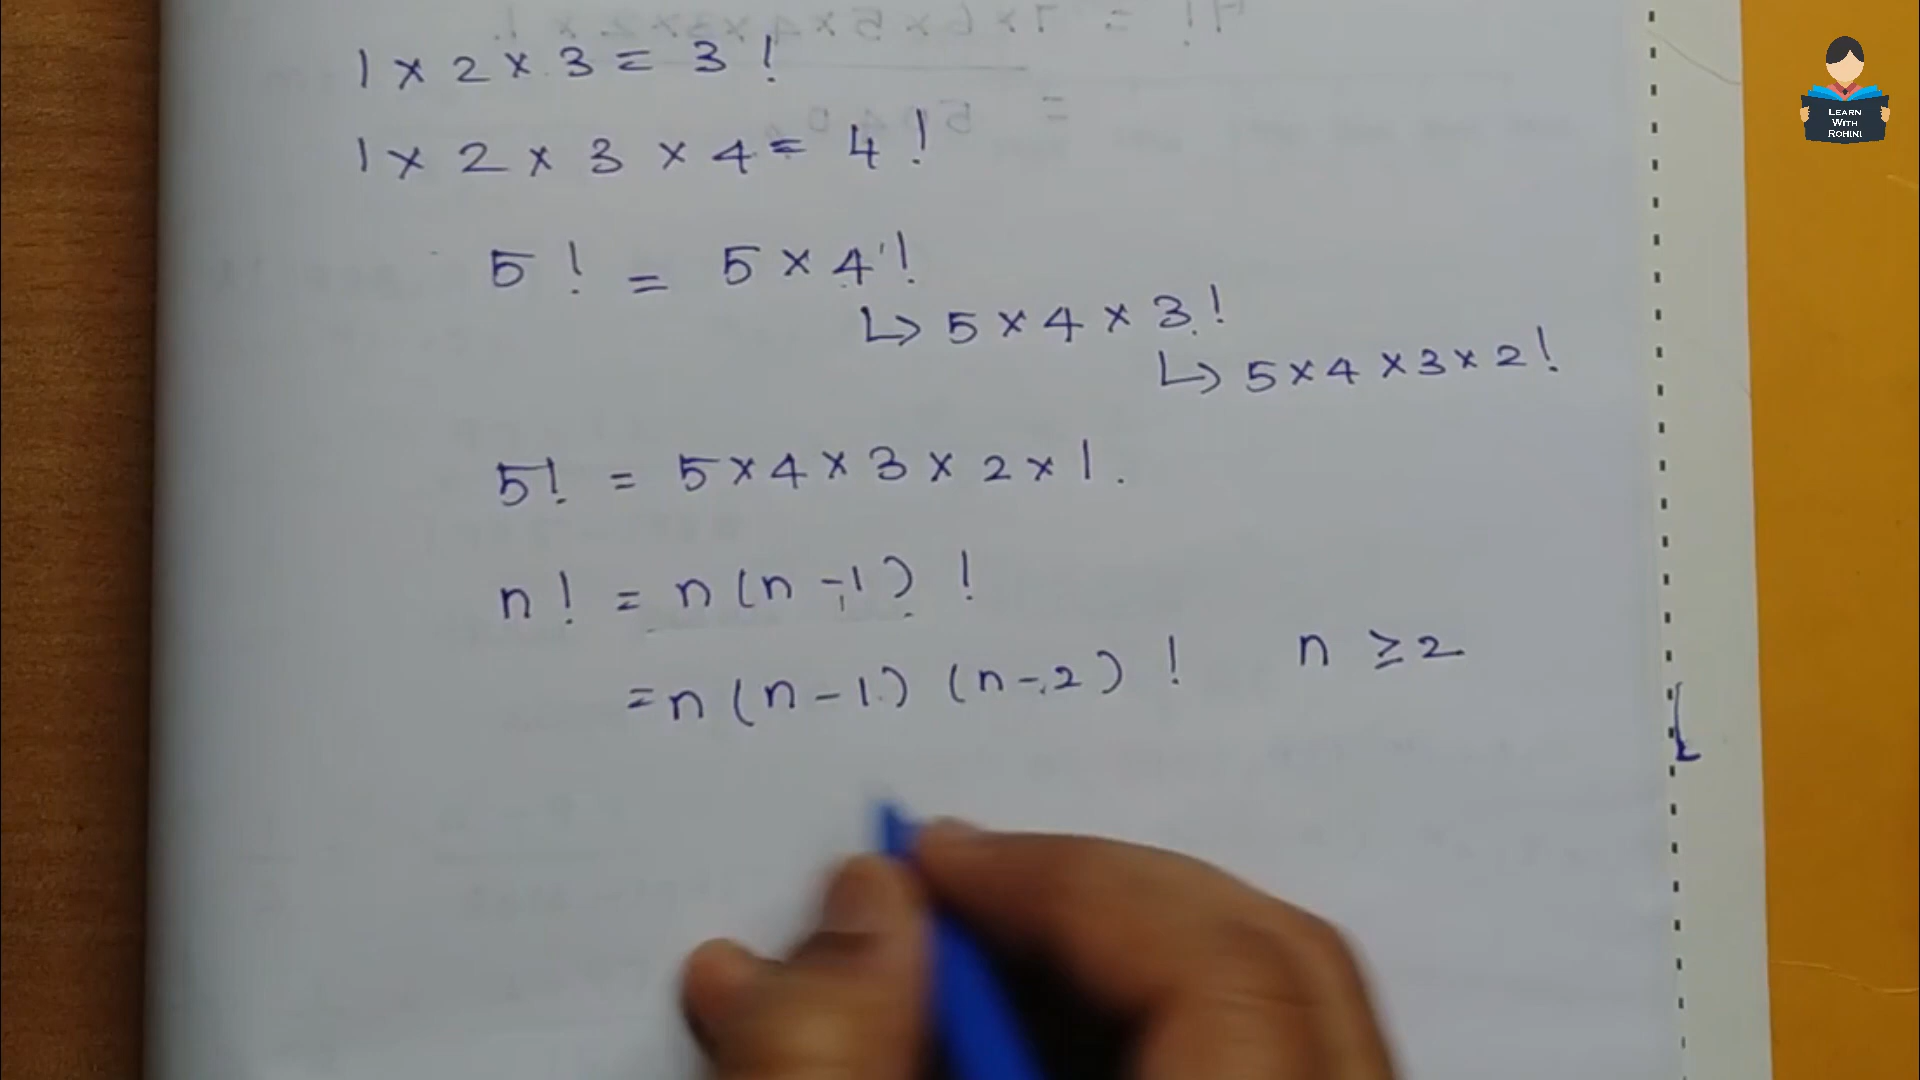 1 × 2 × 3 = 3 !
1 × 2 × 3 × 4 = 4 !
5 ! = 5 × 4 !
↳ 5 × 4 × 3 !
↳ 5 × 4 × 3 × 2 !
5! = 5 × 4 × 3 × 2 × 1 .
n ! = n (n - 1) !
= n (n - 1) (n - 2) ! n ≥ 2
LEARN
WITH
ROHINI